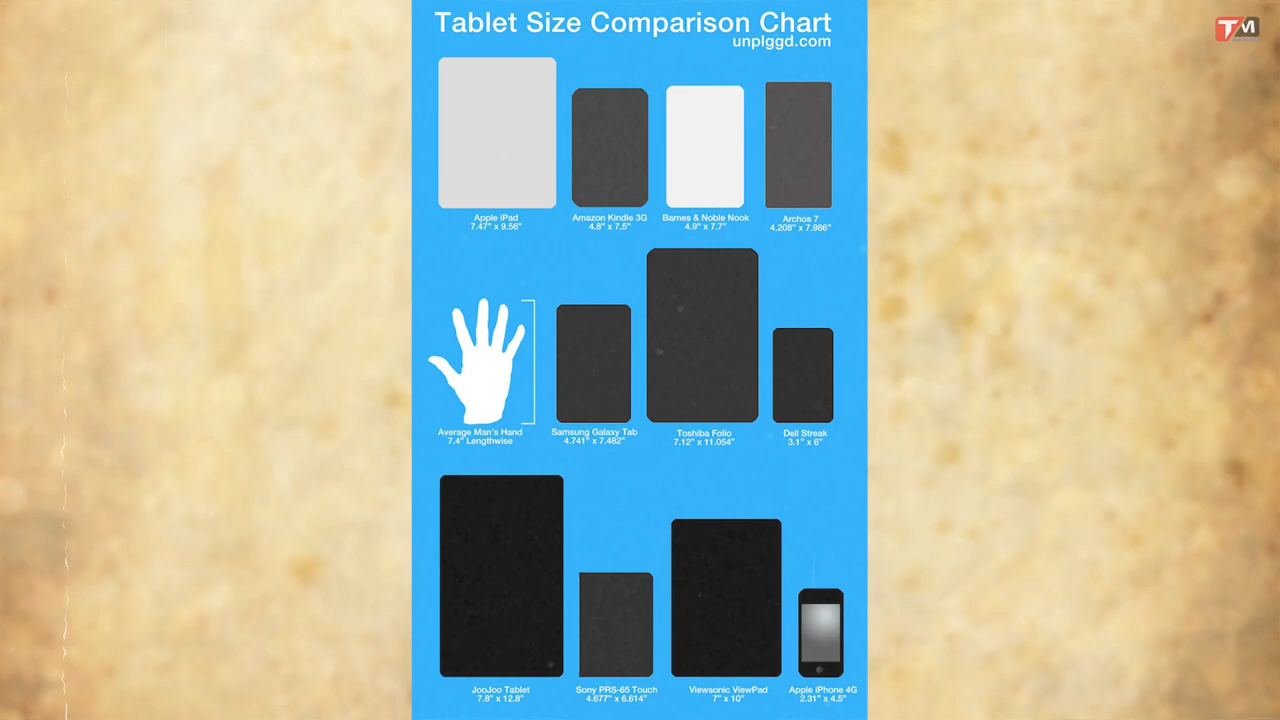 Tablet Size Comparison Chart
unplggd.com
TM
Apple iPad
7.47" x 9.56"
Amazon Kindle 3G
4.8" x 7.5"
Barnes & Noble Nook
4.9" x 7.7"
Archos 7
4.208" x 7.986"
Average Man's Hand
7.4" Lengthwise
Samsung Galaxy Tab
4.741" x 7.482"
Toshiba Folio
7.12" x 11.054"
Dell Streak
3.1" x 6"
JooJoo Tablet
7.8" x 12.8"
Sony PRS-65 Touch
4.677" x 6.614"
Viewsonic ViewPad
7" x 10"
Apple iPhone 4G
2.31" x 4.5"